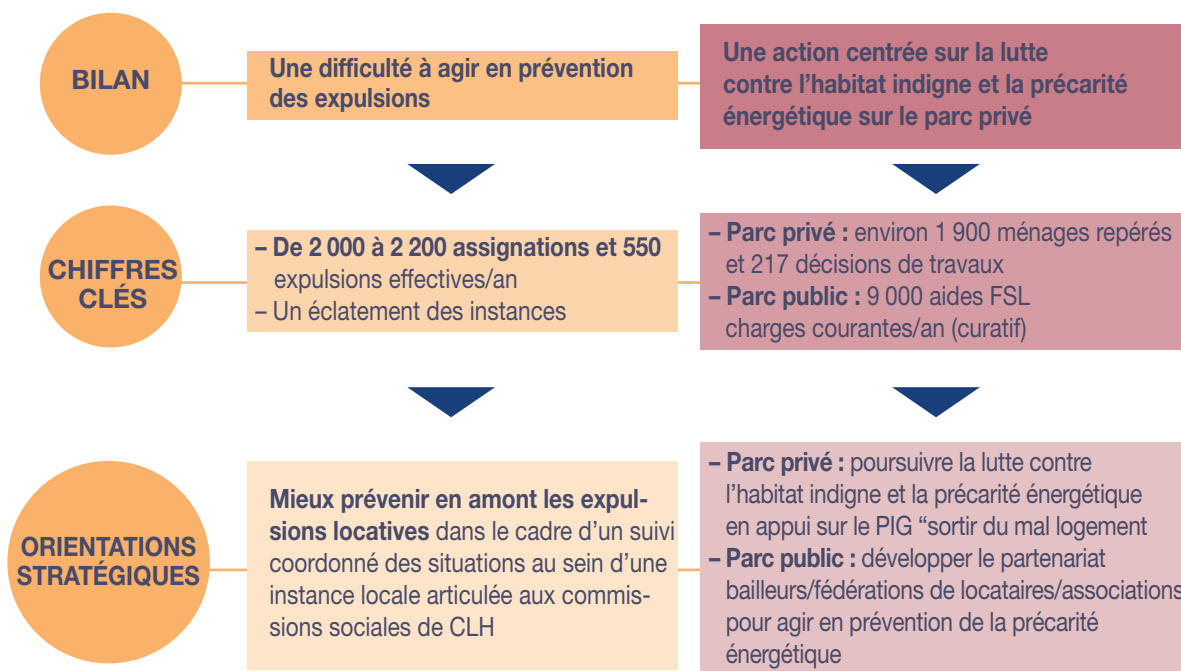 BILAN
Une difficulté à agir en prévention
des expulsions
Une action centrée sur la lutte
contre l’habitat indigne et la précarité
énergétique sur le parc privé
CHIFFRES
CLÉS
– De 2 000 à 2 200 assignations et 550
expulsions effectives/an
– Un éclatement des instances
– Parc privé : environ 1 900 ménages repérés
et 217 décisions de travaux
– Parc public : 9 000 aides FSL
charges courantes/an (curatif)
ORIENTATIONS
STRATÉGIQUES
Mieux prévenir en amont les expul-
sions locatives dans le cadre d’un suivi
coordonné des situations au sein d’une
instance locale articulée aux commis-
sions sociales de CLH
– Parc privé : poursuivre la lutte contre
l’habitat indigne et la précarité énergétique
en appui sur le PIG “sortir du mal logement
– Parc public : développer le partenariat
bailleurs/fédérations de locataires/associations
pour agir en prévention de la précarité
énergétique